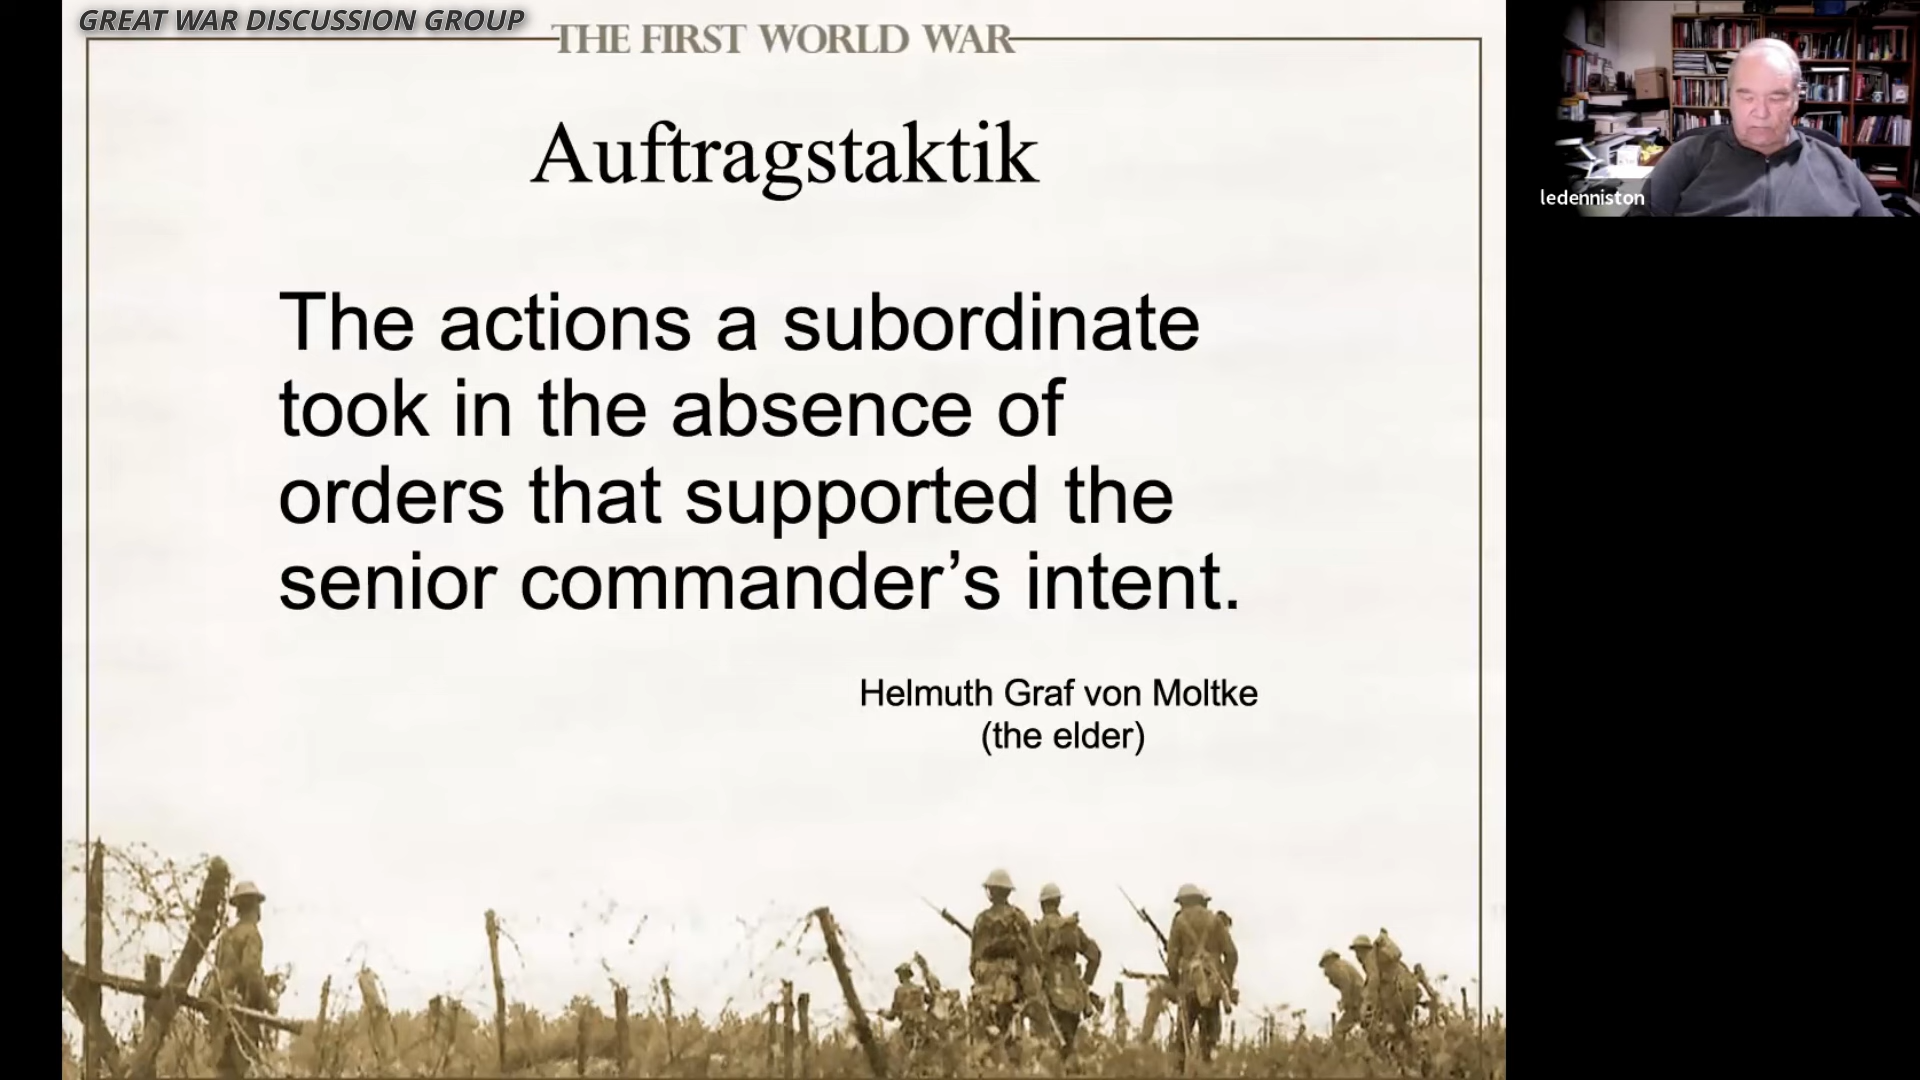 GREAT WAR DISCUSSION GROUP
THE FIRST WORLD WAR
Auftragstaktik
The actions a subordinate
took in the absence of
orders that supported the
senior commander’s intent.
Helmuth Graf von Moltke
(the elder)
ledenniston